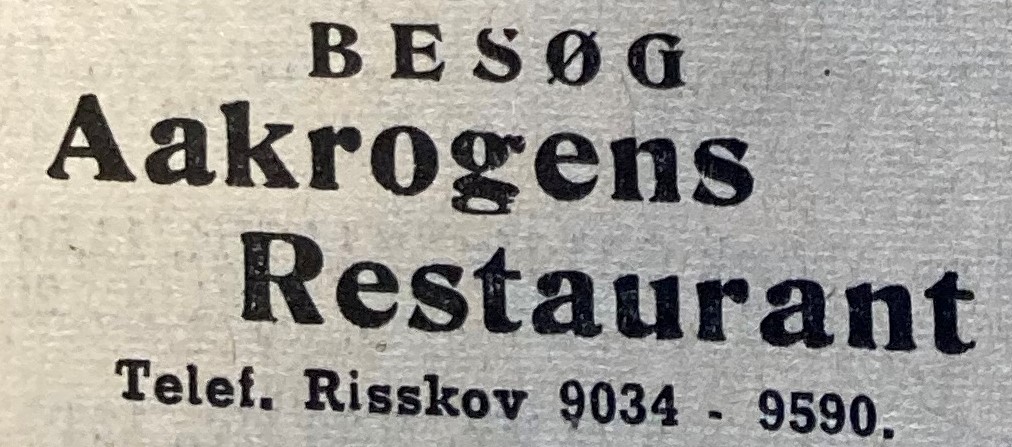 BESØG
Aakrogens
Restaurant
Telef. Risskov 9034 - 9590.